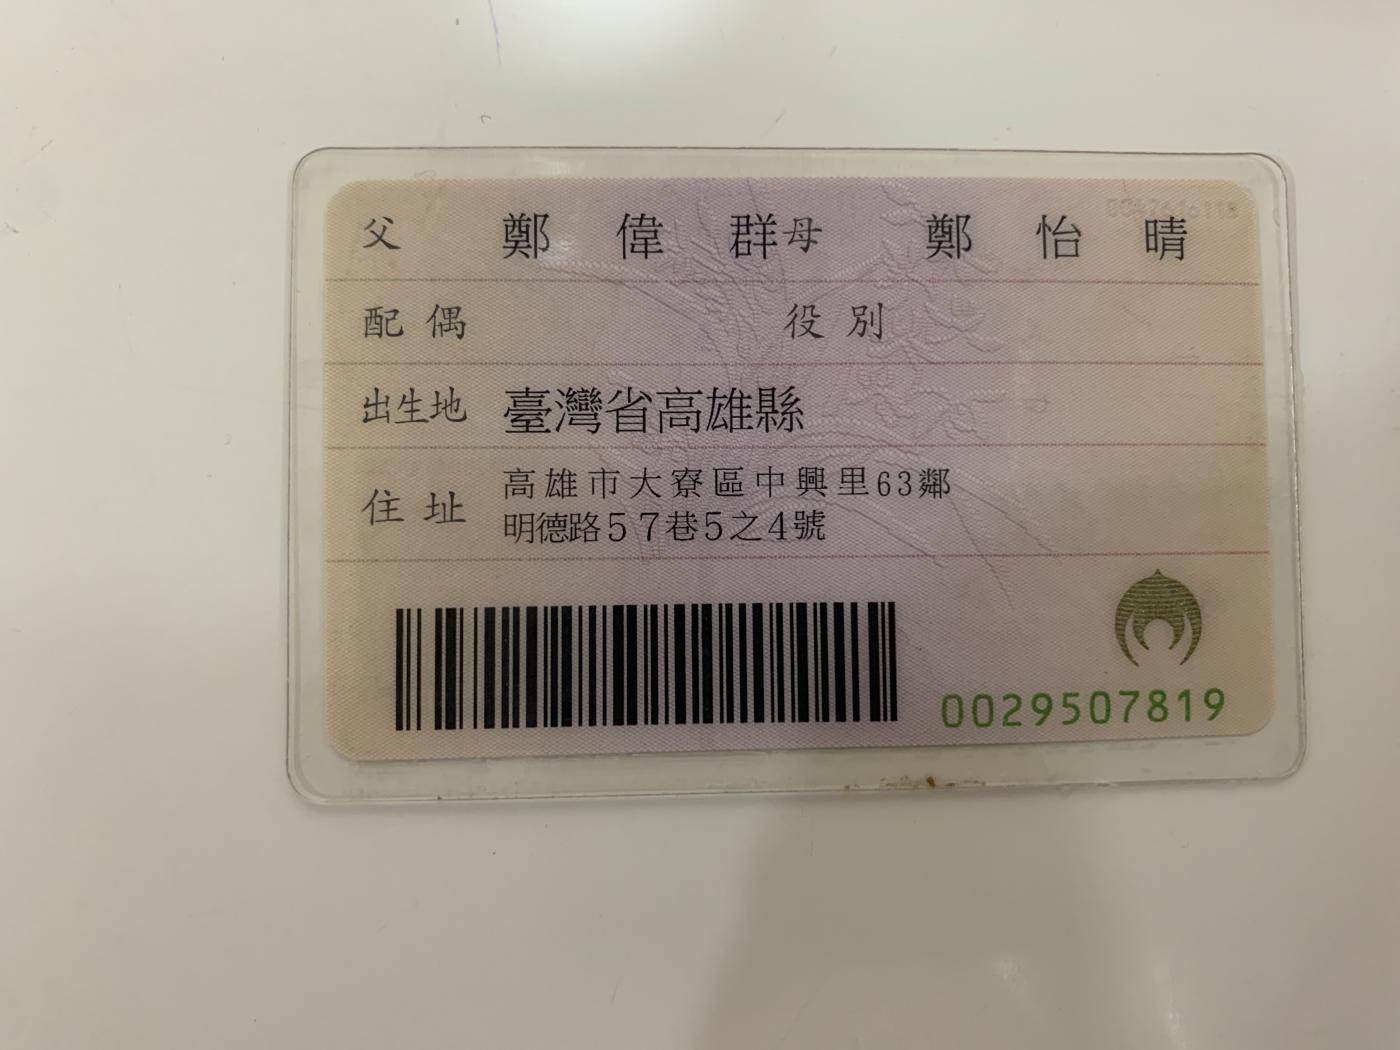 父 鄭偉群 母 鄭怡晴
配偶 役別
出生地 臺灣省高雄縣
住址 高雄市大寮區中興里63鄰
明德路57巷5之4號
0029507819